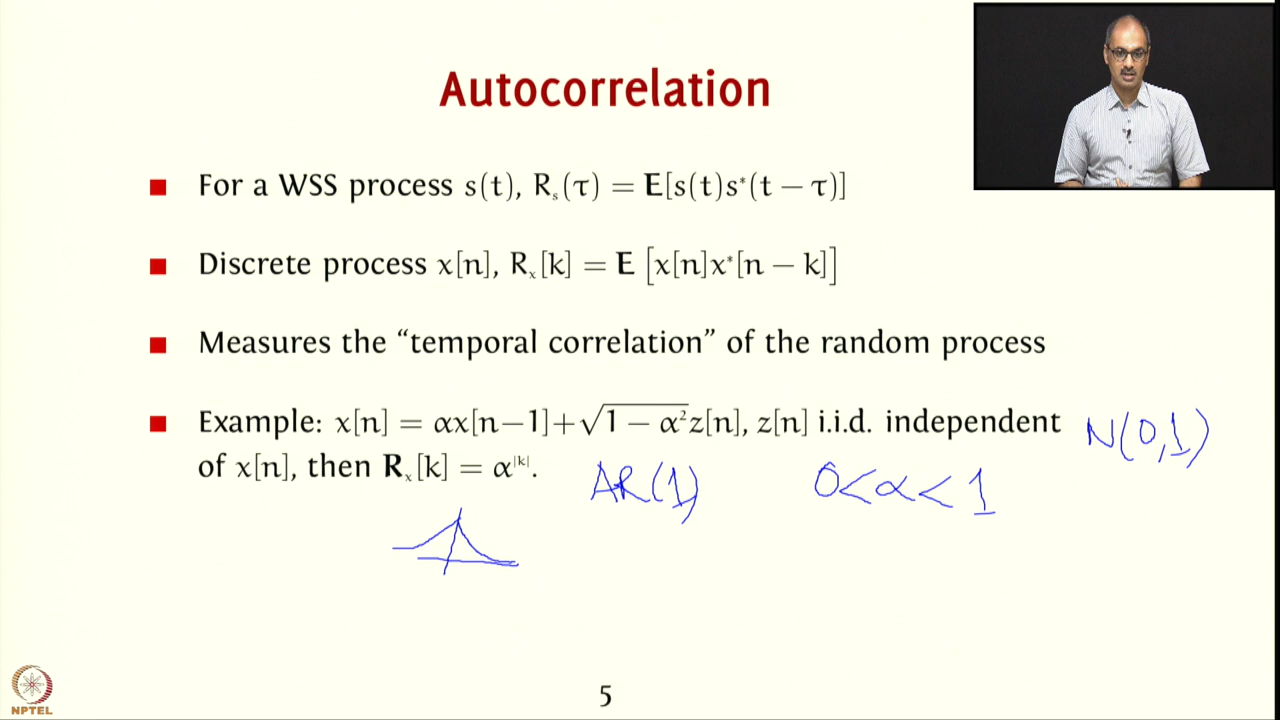 Autocorrelation
■ For a WSS process s(t), Rₛ(τ) = E[s(t)s*(t − τ)]
■ Discrete process x[n], Rₓ[k] = E [x[n]x*[n − k]]
■ Measures the “temporal correlation” of the random process
■ Example: x[n] = αx[n−1]+√(1 − α²)z[n], z[n] i.i.d. independent N(0,1)
of x[n], then Rₓ[k] = α^|k|. AR(1) 0<α<1
NPTEL
5